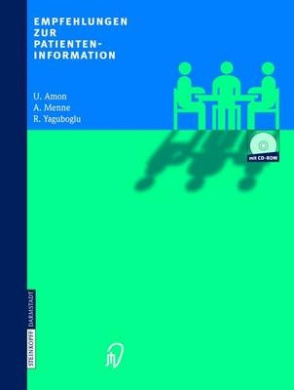 EMPFEHLUNGEN
ZUR
PATIENTEN-
INFORMATION
U. Amon
A. Menne
R. Yaguboglu
mit CD-ROM
STEINKOPFF
DARMSTADT